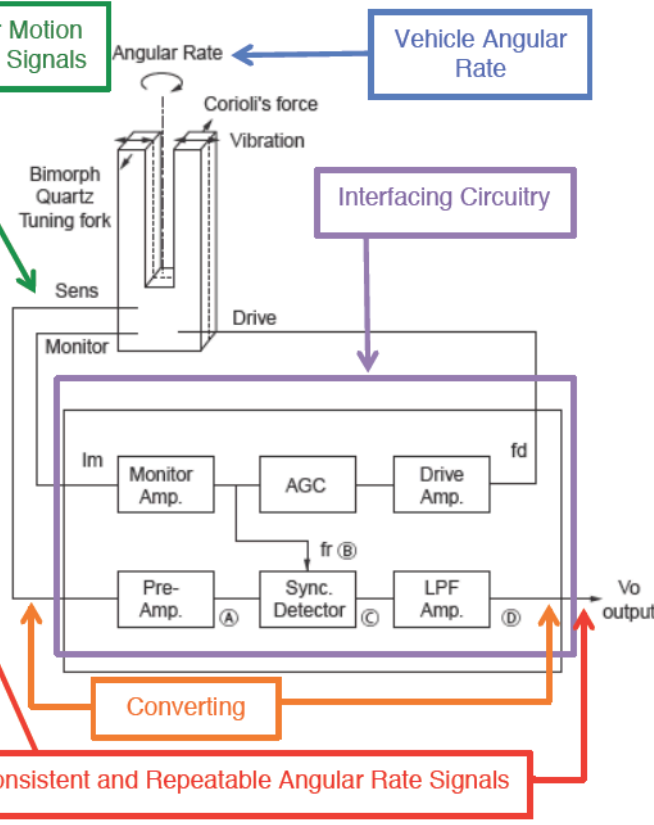 Motion
Signals
Angular Rate
Vehicle Angular
Rate
Corioli's force
Vibration
Bimorph
Quartz
Tuning fork
Interfacing Circuitry
Sens
Drive
Monitor
Im
Monitor
Amp.
AGC
Drive
Amp.
fd
fr Ⓑ
Pre-
Amp.
Ⓐ
Sync.
Detector
Ⓒ
LPF
Amp.
Ⓓ
Vo
output
Converting
onsistent and Repeatable Angular Rate Signals